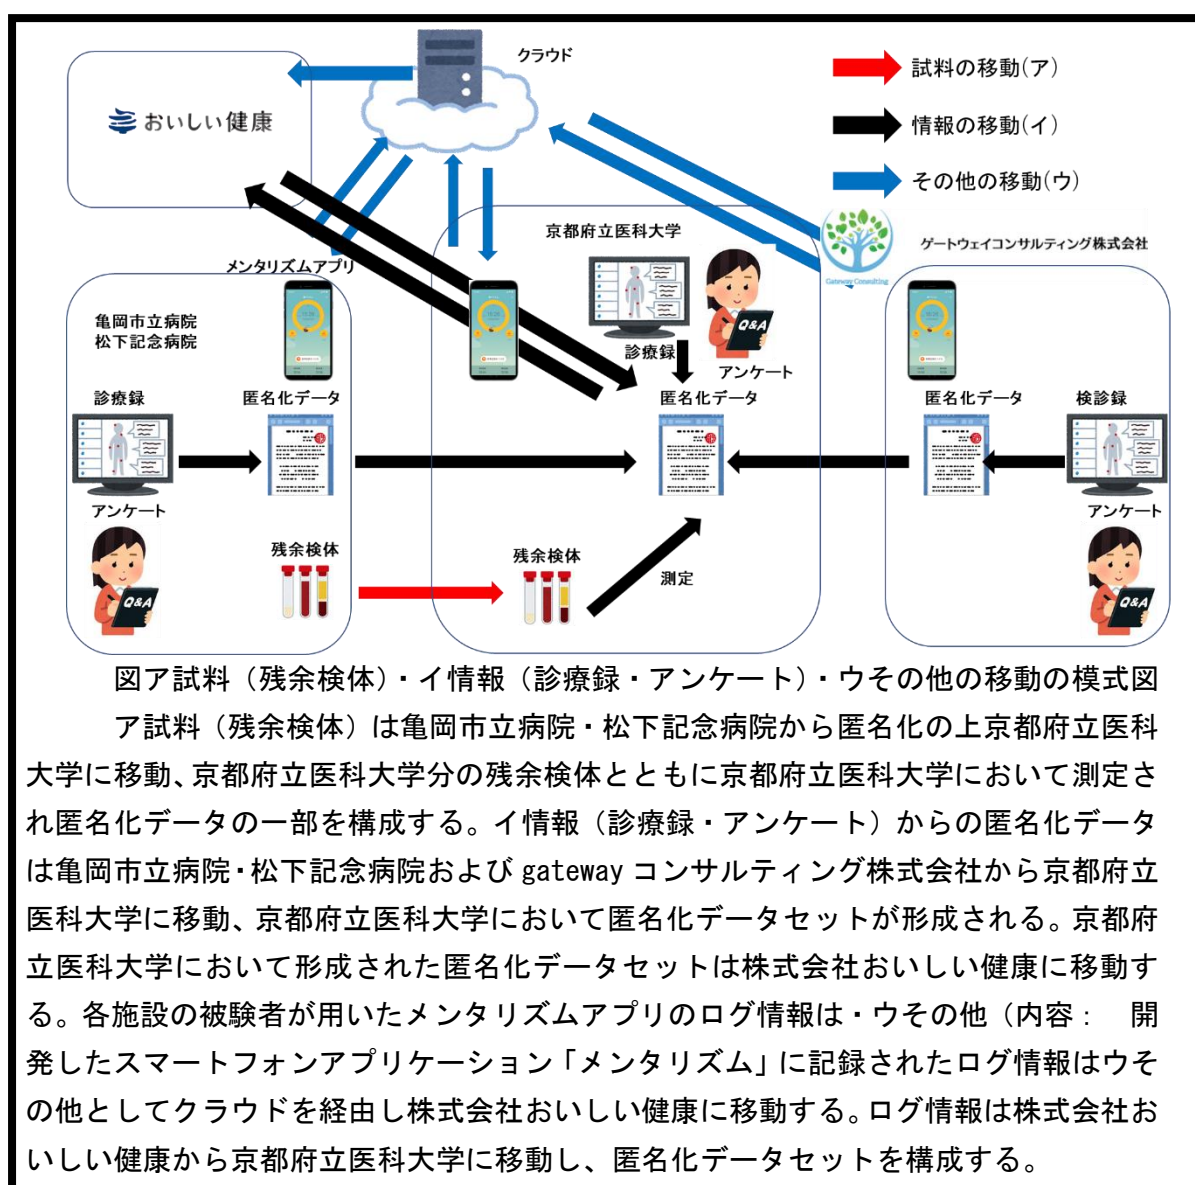 クラウド
試料の移動(ア)
おいしい健康
情報の移動(イ)
その他の移動(ウ)
京都府立医科大学
ゲートウェイコンサルティング株式会社
Gateway Consulting
メンタリズムアプリ
亀岡市立病院
松下記念病院
Q&A
診療録
アンケート
診療録
匿名化データ
匿名化データ
匿名化データ
検診録
アンケート
アンケート
残余検体
残余検体
測定
Q&A
Q&A
図ア試料（残余検体）・イ情報（診療録・アンケート）・ウその他の移動の模式図
ア試料（残余検体）は亀岡市立病院・松下記念病院から匿名化の上京都府立医科
大学に移動、京都府立医科大学分の残余検体とともに京都府立医科大学において測定さ
れ匿名化データの一部を構成する。イ情報（診療録・アンケート）からの匿名化データ
は亀岡市立病院・松下記念病院および gateway コンサルティング株式会社から京都府立
医科大学に移動、京都府立医科大学において匿名化データセットが形成される。京都府
立医科大学において形成された匿名化データセットは株式会社おいしい健康に移動す
る。各施設の被験者が用いたメンタリズムアプリのログ情報は・ウその他（内容： 開
発したスマートフォンアプリケーション「メンタリズム」に記録されたログ情報はウそ
の他としてクラウドを経由し株式会社おいしい健康に移動する。ログ情報は株式会社お
いしい健康から京都府立医科大学に移動し、匿名化データセットを構成する。